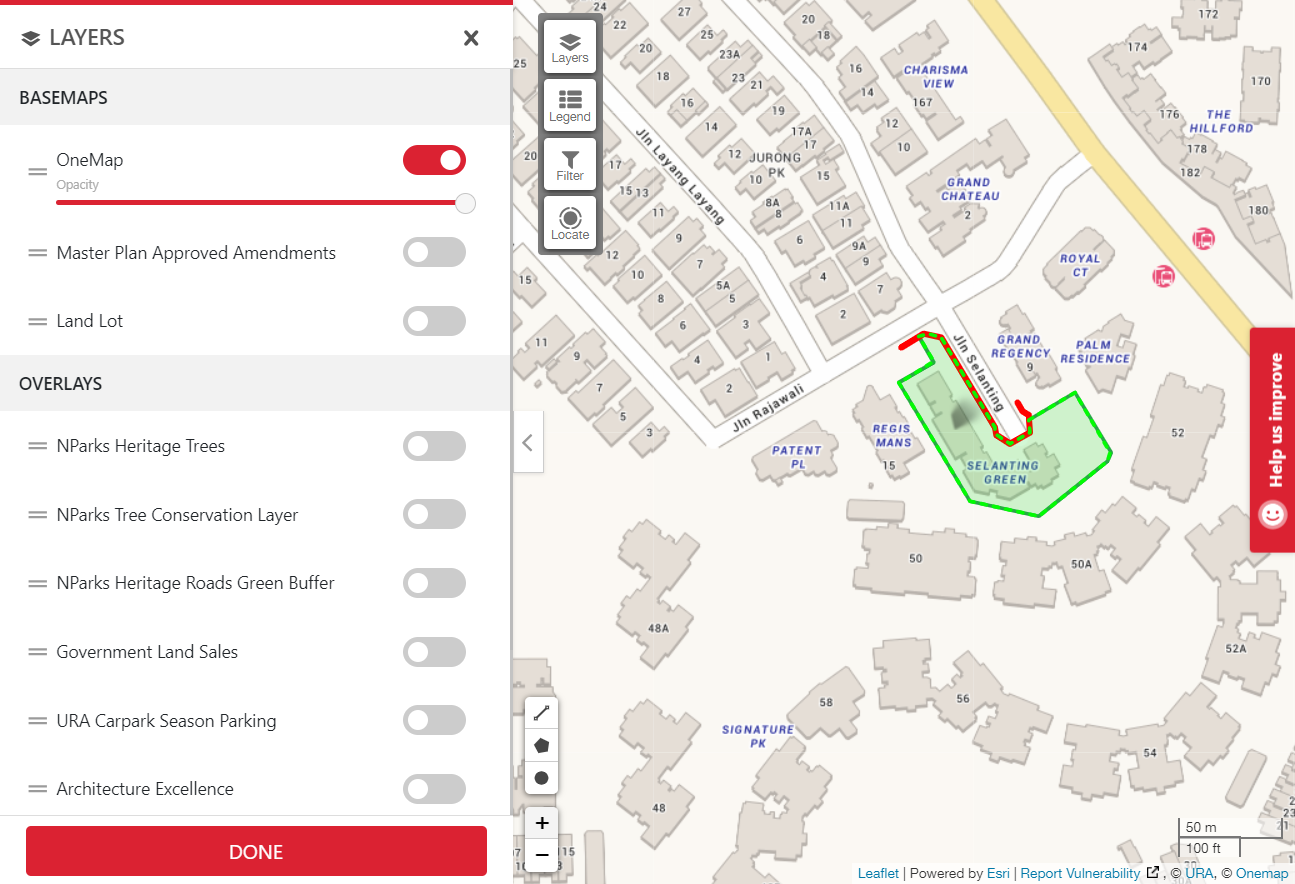 LAYERS
BASEMAPS
OneMap
Opacity
Master Plan Approved Amendments
Land Lot
OVERLAYS
NParks Heritage Trees
NParks Tree Conservation Layer
NParks Heritage Roads Green Buffer
Government Land Sales
URA Carpark Season Parking
Architecture Excellence
DONE
Layers
Legend
Filter
Locate
24
27
22
20
25
23A
18
23
21
16
19
14
17A
17
12
JURONG
PK
10
15
8A
8
11A
11
6
9A
9
4
7
2
20
18
16
14
12
10
CHARISMA
VIEW
167
GRAND
CHATEAU
2
172
174
170
176
THE
HILLFORD
178
182
180
ROYAL
CT
25
20
17
15 13
11
9
7
5A
5
3
1
12
10
8
6
4
2
15
11
9
7
5
3
Jln Layang Layang
Jln Rajawali
Jln Selanting
GRAND
REGENCY
9
PALM
RESIDENCE
REGIS
MANS
15
PATENT
PL
SELANTING
GREEN
52
50
50A
48A
52A
58
56
SIGNATURE
PK
54
48
115
+
−
50 m
100 ft
Help us improve
Leaflet | Powered by Esri | Report Vulnerability , © URA, © Onemap